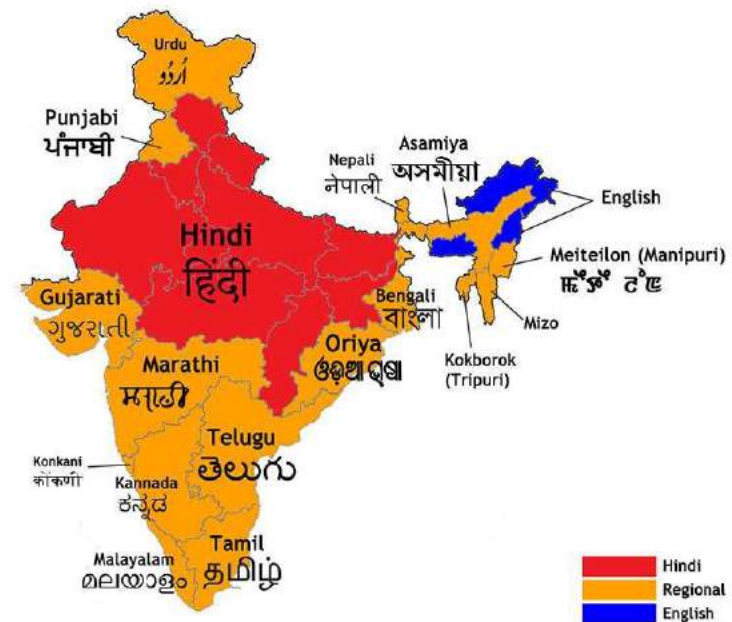 Urdu
اُردُو
Punjabi
ਪੰਜਾਬੀ
Nepali
नेपाली
Asamiya
অসমীয়া
English
Hindi
हिंदी
Meiteilon (Manipuri)
Gujarati
ગુજરાતી
Bengali
বাংলা
Mizo
Marathi
Oriya
ଓଡ଼ିଆ ଭାଷା
Kokborok
(Tripuri)
Telugu
తెలుగు
Konkani
कोंकणी
Kannada
ಕನ್ನಡ
Tamil
தமிழ்
Malayalam
മലയാളം
Hindi
Regional
English